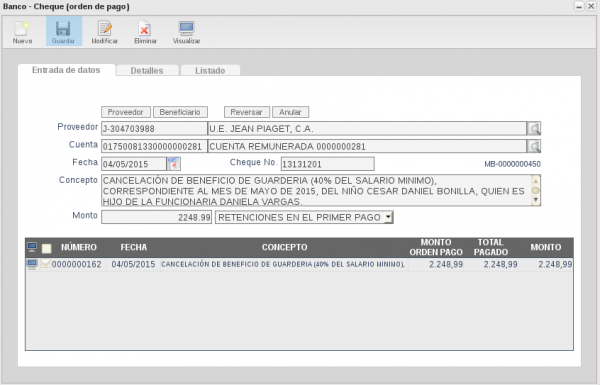 Banco - Cheque (orden de pago)
Nuevo Guardar Modificar Eliminar Visualizar
Entrada de datos Detalles Listado
Proveedor Beneficiario Reversar Anular
Proveedor J-304703988 U.E. JEAN PIAGET, C.A.
Cuenta 01750081330000000281 CUENTA REMUNERADA 0000000281
Fecha 04/05/2015 Cheque No. 13131201 MB-0000000450
Concepto CANCELACIÓN DE BENEFICIO DE GUARDERIA (40% DEL SALARIO MINIMO),
CORRESPONDIENTE AL MES DE MAYO DE 2015, DEL NIÑO CESAR DANIEL BONILLA, QUIEN ES
HIJO DE LA FUNCIONARIA DANIELA VARGAS.
Monto 2248.99 RETENCIONES EN EL PRIMER PAGO
NÚMERO FECHA CONCEPTO MONTO ORDEN PAGO TOTAL PAGADO MONTO
0000000162 04/05/2015 CANCELACIÓN DE BENEFICIO DE GUARDERIA (40% DEL SALARIO MINIMO), 2.248,99 2.248,99 2.248,99